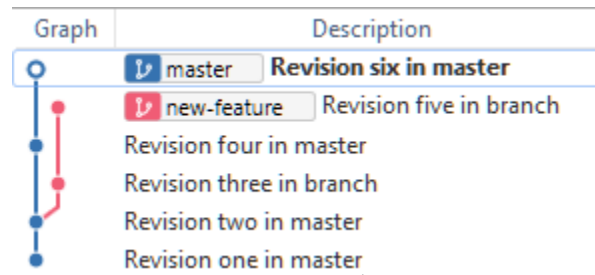 Graph Description
master Revision six in master
new-feature Revision five in branch
Revision four in master
Revision three in branch
Revision two in master
Revision one in master